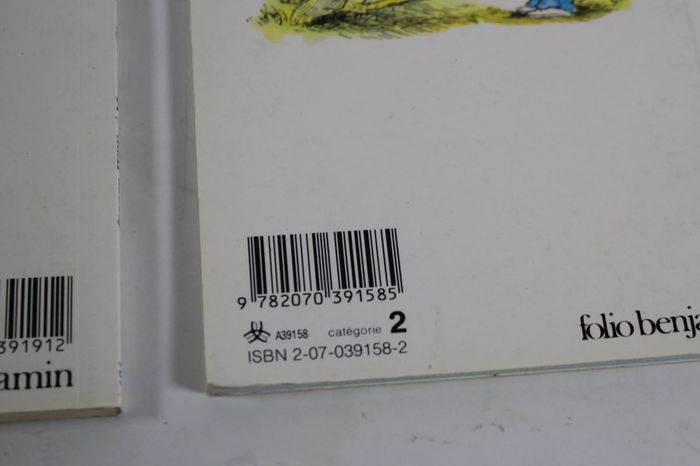 9 782070 391585
A39158 catégorie 2
ISBN 2-07-039158-2
folio benja
391912
amin